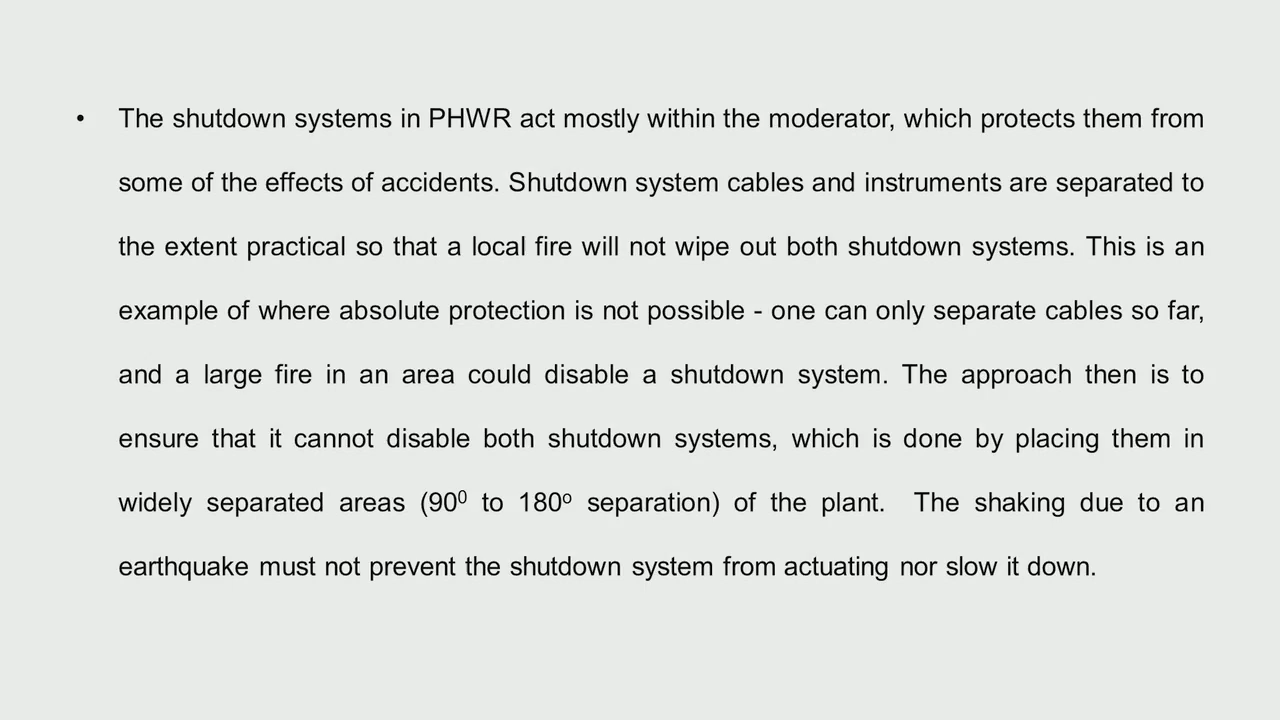 • The shutdown systems in PHWR act mostly within the moderator, which protects them from
some of the effects of accidents. Shutdown system cables and instruments are separated to
the extent practical so that a local fire will not wipe out both shutdown systems. This is an
example of where absolute protection is not possible - one can only separate cables so far,
and a large fire in an area could disable a shutdown system. The approach then is to
ensure that it cannot disable both shutdown systems, which is done by placing them in
widely separated areas (90⁰ to 180ᵒ separation) of the plant.  The shaking due to an
earthquake must not prevent the shutdown system from actuating nor slow it down.